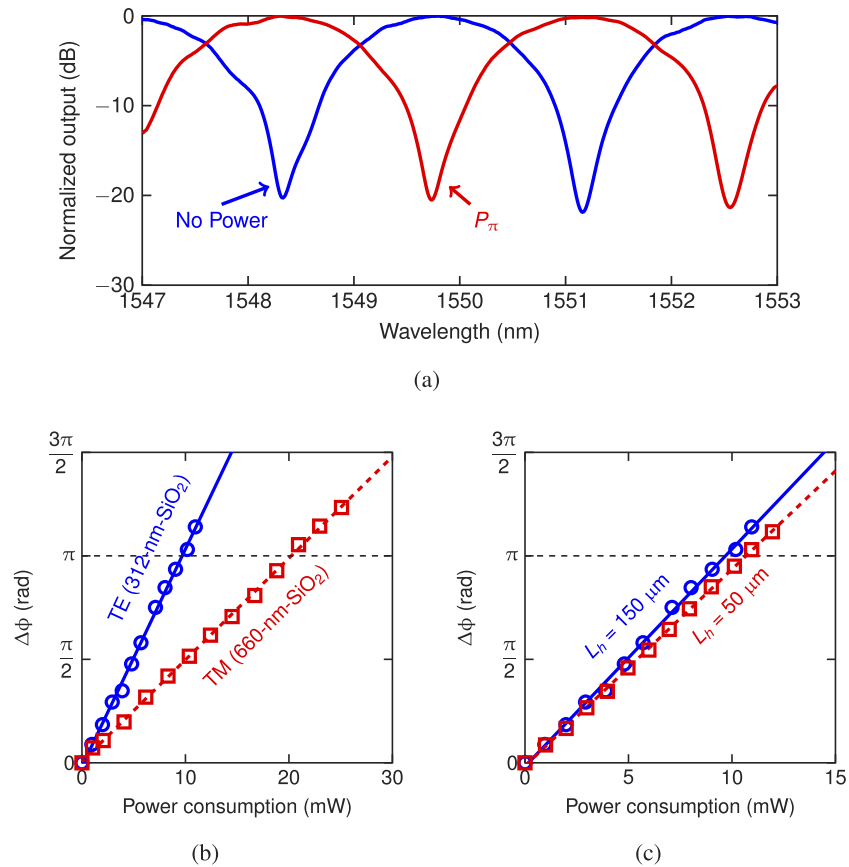 0
−10
−20
−30
Normalized output (dB)
No Power
Pπ
1547
1548
1549
1550
1551
1552
1553
Wavelength (nm)
(a)
3π
2
π
π
2
0
Δϕ (rad)
TE (312-nm-SiO₂)
TM (660-nm-SiO₂)
0
10
20
30
Power consumption (mW)
(b)
3π
2
π
π
2
0
Δϕ (rad)
Lₕ = 150 μm
Lₕ = 50 μm
0
5
10
15
Power consumption (mW)
(c)